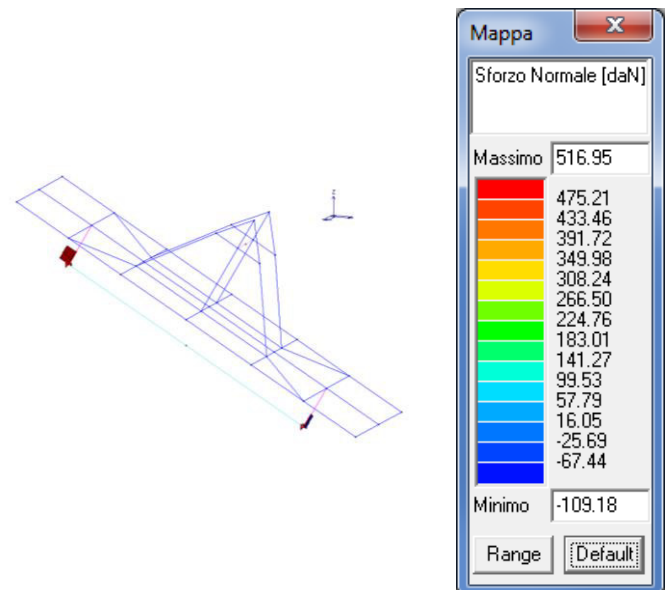 Mappa
Sforzo Normale [daN]
Massimo 516.95
475.21
433.46
391.72
349.98
308.24
266.50
224.76
183.01
141.27
99.53
57.79
16.05
-25.69
-67.44
Minimo -109.18
Range Default